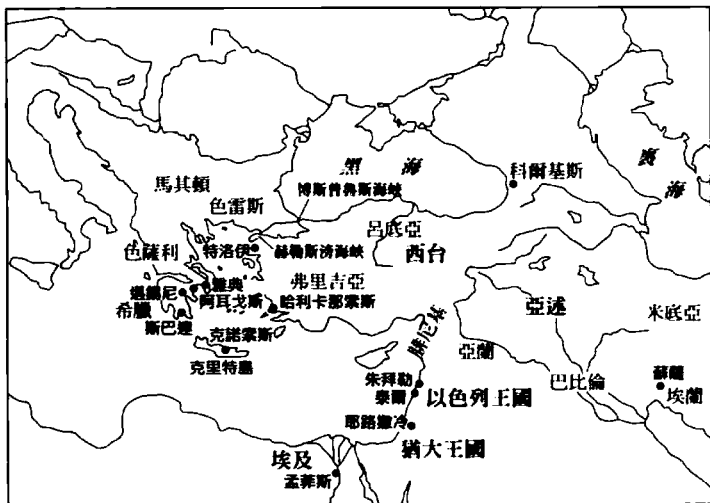 黑海
裏海
科爾基斯
馬其頓
博斯普魯斯海峽
色雷斯
呂底亞
色薩利
特洛伊
赫勒斯滂海峽
西台
雅典
弗里吉亞
邁錫尼
阿耳戈斯
哈利卡那索斯
亞述
米底亞
希臘
斯巴達
腓尼基
克諾索斯
亞蘭
克里特島
朱拜勒
巴比倫
蘇薩
泰爾
以色列王國
埃蘭
耶路撒冷
猶大王國
埃及
孟菲斯